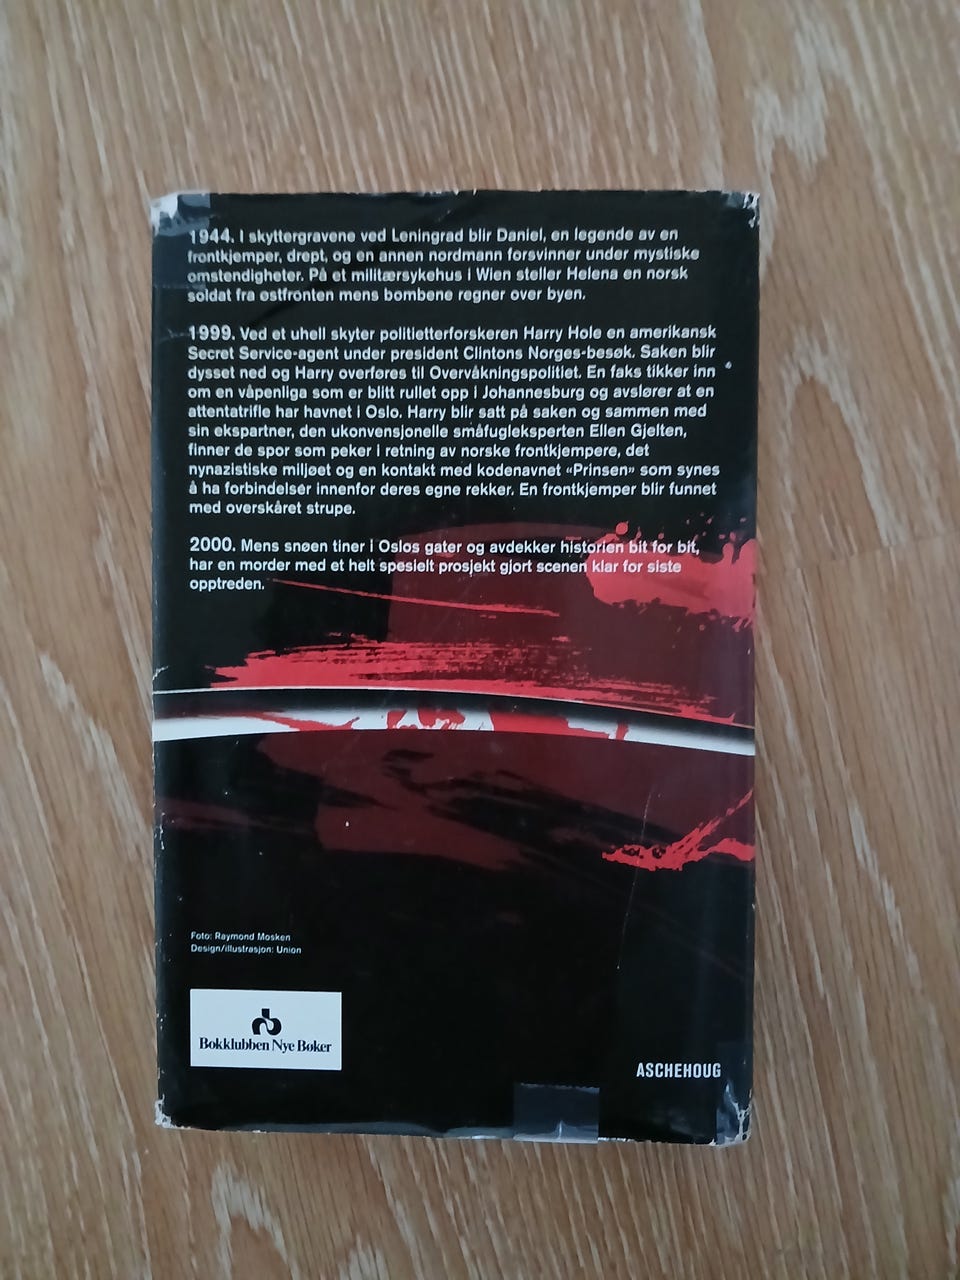 1944. I skyttergravene ved Leningrad blir Daniel, en legende av en
frontkjemper, drept, og en annen nordmann forsvinner under mystiske
omstendigheter. På et militærsykehus i Wien steller Helena en norsk
soldat fra østfronten mens bombene regner over byen.
1999. Ved et uhell skyter politietterforskeren Harry Hole en amerikansk
Secret Service-agent under president Clintons Norges-besøk. Saken blir
dysset ned og Harry overføres til Overvåkningspolitiet. En faks tikker inn
om en våpenliga som er blitt rullet opp i Johannesburg og avslører at en
attentatrifle har havnet i Oslo. Harry blir satt på saken og sammen med
sin ekspartner, den ukonvensjonelle småfugleksperten Ellen Gjelten,
finner de spor som peker i retning av norske frontkjempere, det
nynazistiske miljøet og en kontakt med kodenavnet «Prinsen» som synes
å ha forbindelser innenfor deres egne rekker. En frontkjemper blir funnet
med overskåret strupe.
2000. Mens snøen tiner i Oslos gater og avdekker historien bit for bit,
har en morder med et helt spesielt prosjekt gjort scenen klar for siste
opptreden.
Foto: Raymond Mosken
Design/illustrasjon: Union
Bokklubben Nye Bøker
ASCHEHOUG